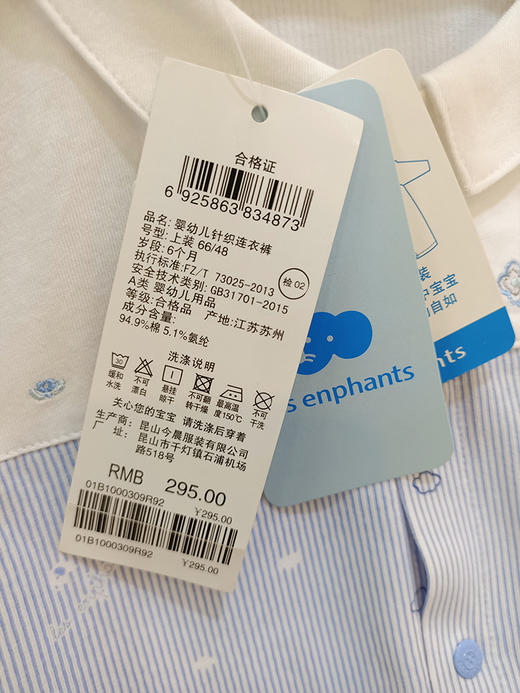 合格证
6 925863 834873
品名: 婴幼儿针织连衣裤
号型: 上装 66/48
岁段: 6个月
执行标准: FZ/T 73025-2013
检 02
安全技术类别: GB31701-2015
A类 婴幼儿用品
等级: 合格品 产地: 江苏苏州
成分含量:
94.9%棉 5.1%氨纶
洗涤说明
30
缓和水洗
不可漂白
悬挂晾干
不可翻转干燥
最高温度150℃
不可干洗
关心您的宝宝 请洗涤后穿着
生产商: 昆山今晨服装有限公司
厂 址: 昆山市千灯镇石浦机场
路518号
RMB 295.00
01B1000309R92 ¥295.00
01B1000309R92 ¥295.00
s enphants
装
宝宝
自如
nts